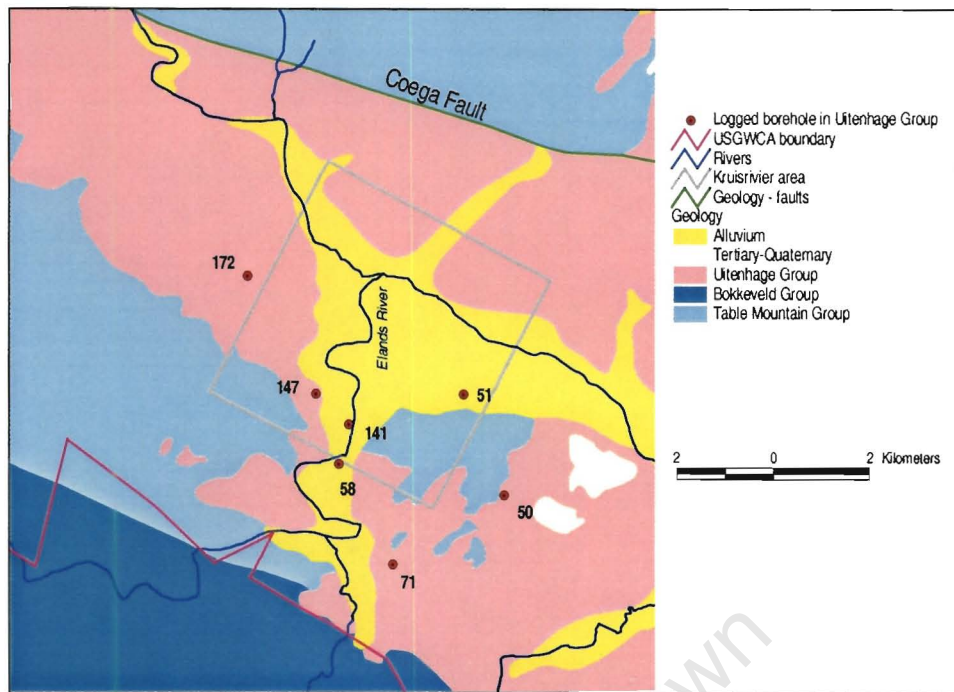 Coega Fault
172
Elands River
147
51
141
58
50
71
Logged borehole in Uitenhage Group
USGWCA boundary
Rivers
Kruisrivier area
Geology - faults
Geology
Alluvium
Tertiary-Quaternary
Uitenhage Group
Bokkeveld Group
Table Mountain Group
2 0 2 Kilometers
wn